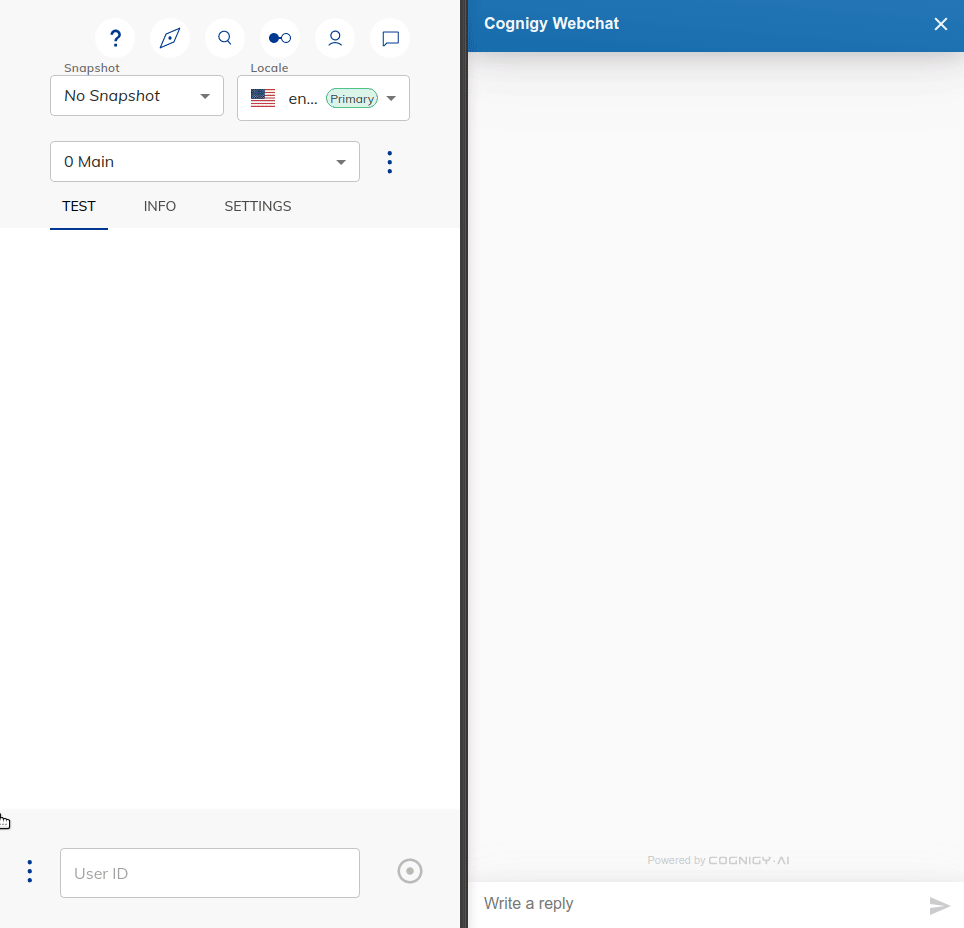 ?
Snapshot
Locale
No Snapshot
en...
Primary
0 Main
TEST
INFO
SETTINGS
User ID
Cognigy Webchat
Powered by COGNIGY·AI
Write a reply